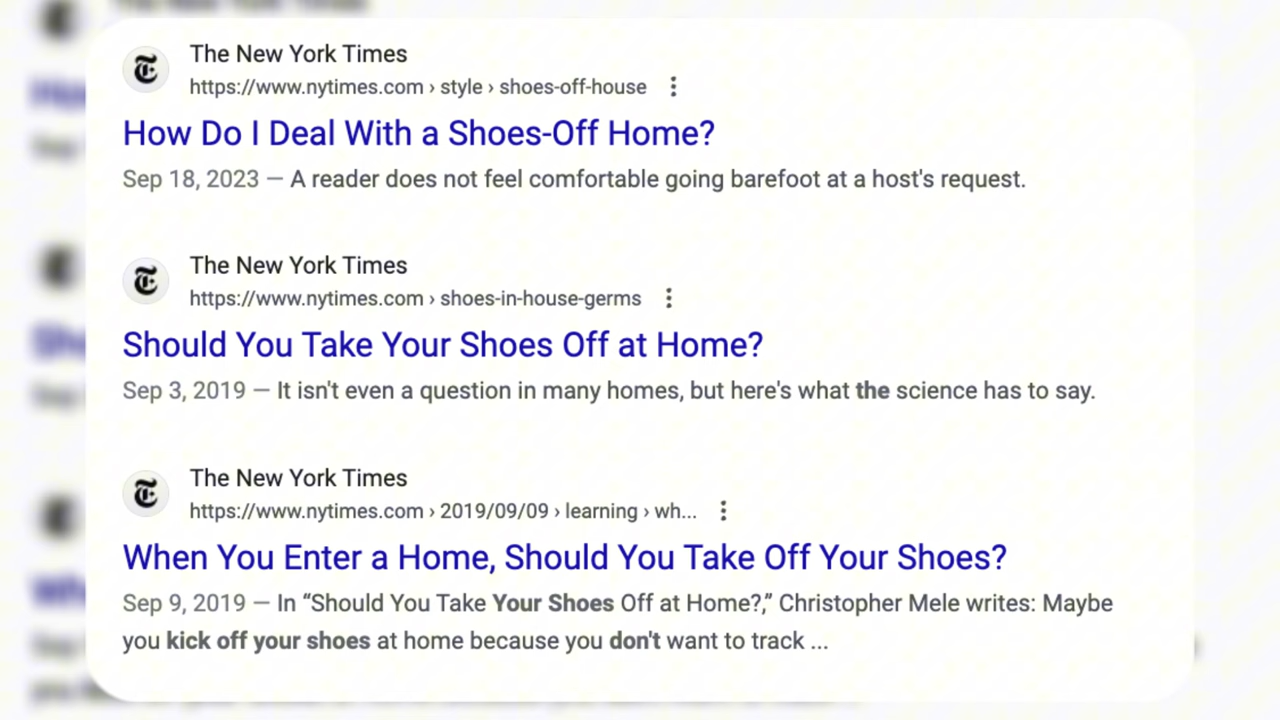 The New York Times
https://www.nytimes.com › style › shoes-off-house
How Do I Deal With a Shoes-Off Home?
Sep 18, 2023 — A reader does not feel comfortable going barefoot at a host's request.
The New York Times
https://www.nytimes.com › shoes-in-house-germs
Should You Take Your Shoes Off at Home?
Sep 3, 2019 — It isn't even a question in many homes, but here's what the science has to say.
The New York Times
https://www.nytimes.com › 2019/09/09 › learning › wh...
When You Enter a Home, Should You Take Off Your Shoes?
Sep 9, 2019 — In “Should You Take Your Shoes Off at Home?,” Christopher Mele writes: Maybe
you kick off your shoes at home because you don't want to track ...